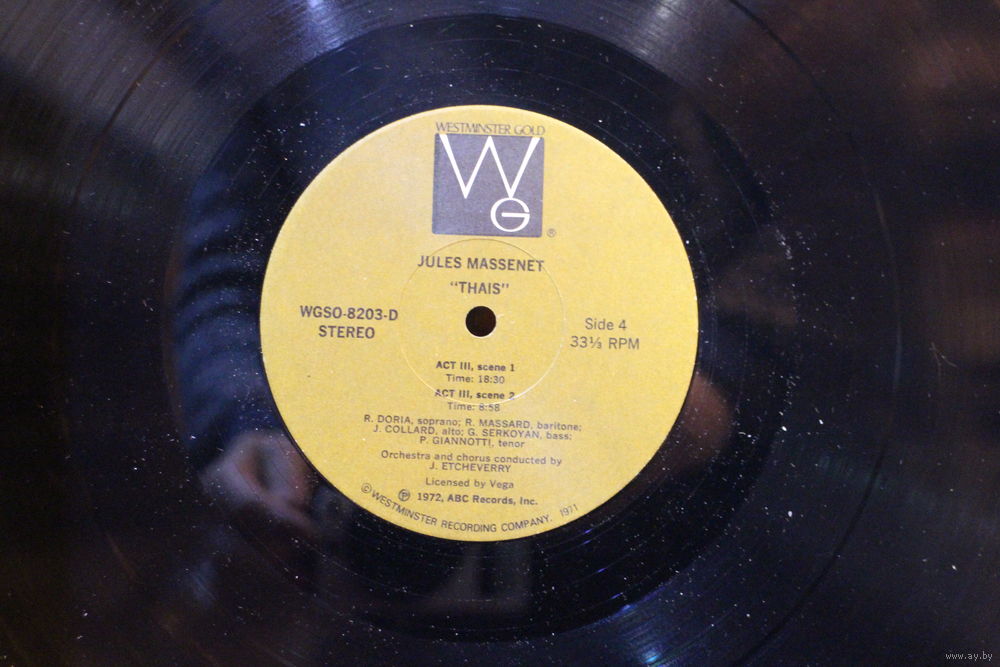 WESTMINSTER GOLD
WG®
JULES MASSENET
"THAIS"
WGSO-8203-D
STEREO
Side 4
33⅓ RPM
ACT III, scene 1
Time: 18:30
ACT III, scene 2
Time: 8:58
R. DORIA, soprano; R. MASSARD, baritone;
J. COLLARD, alto; G. SERKOYAN, bass;
P. GIANNOTTI, tenor
Orchestra and chorus conducted by
J. ETCHEVERRY
Licensed by Vega
℗ 1972, ABC Records, Inc.
© WESTMINSTER RECORDING COMPANY. 1971
www.ay.by